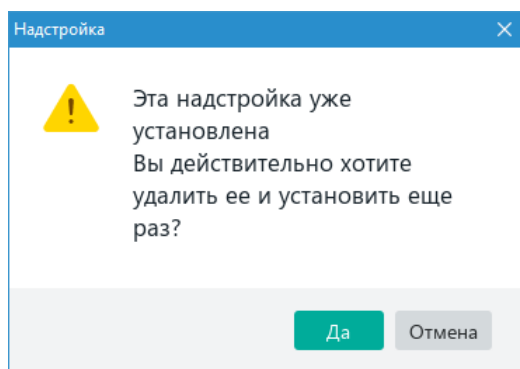 Надстройка
Эта надстройка уже
установлена
Вы действительно хотите
удалить ее и установить еще
раз?
Да
Отмена